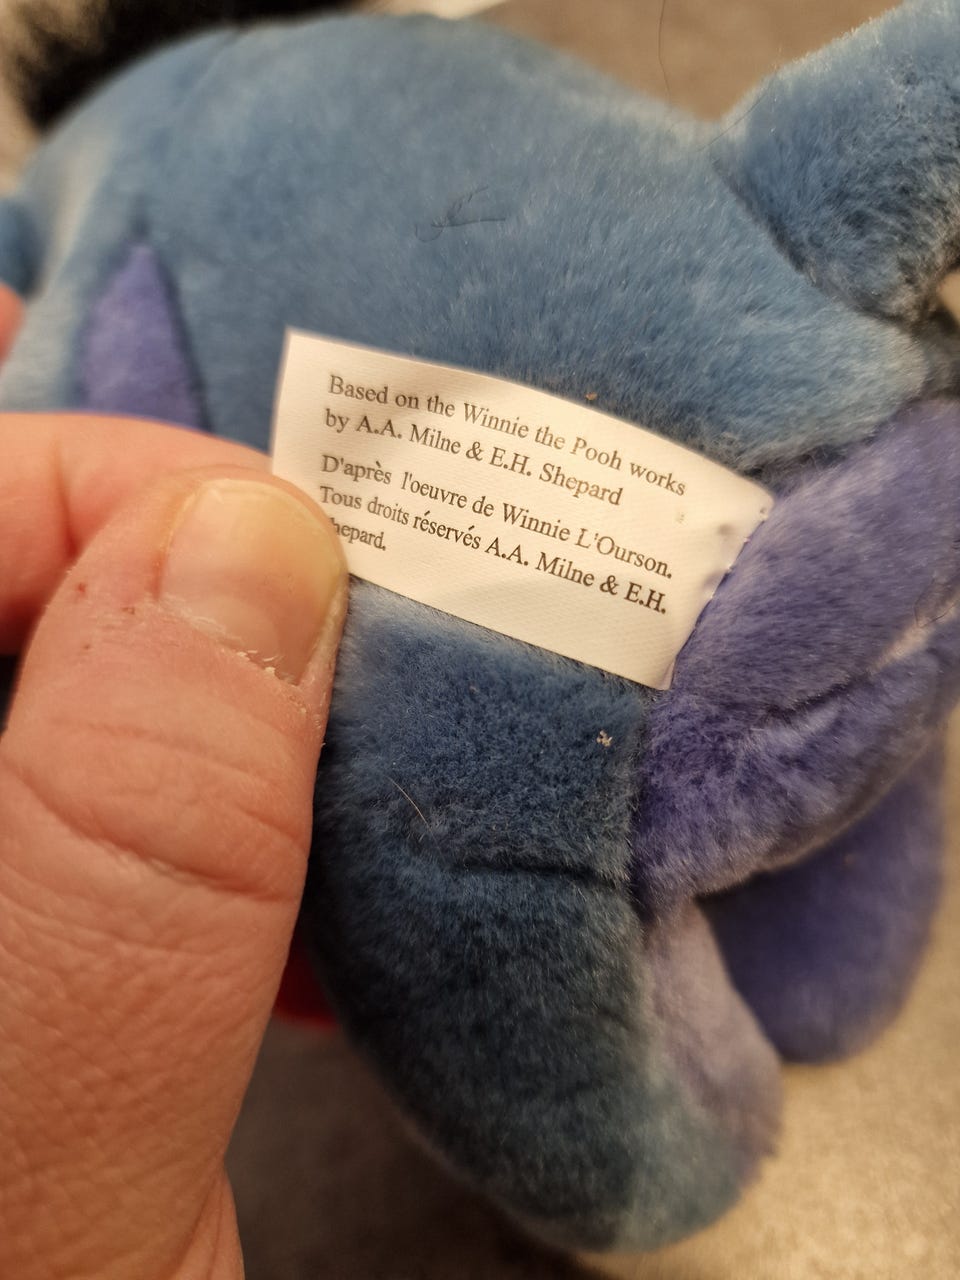 Based on the Winnie the Pooh works
by A.A. Milne & E.H. Shepard
D'après l'oeuvre de Winnie L'Ourson.
Tous droits réservés A.A. Milne & E.H.
hepard.